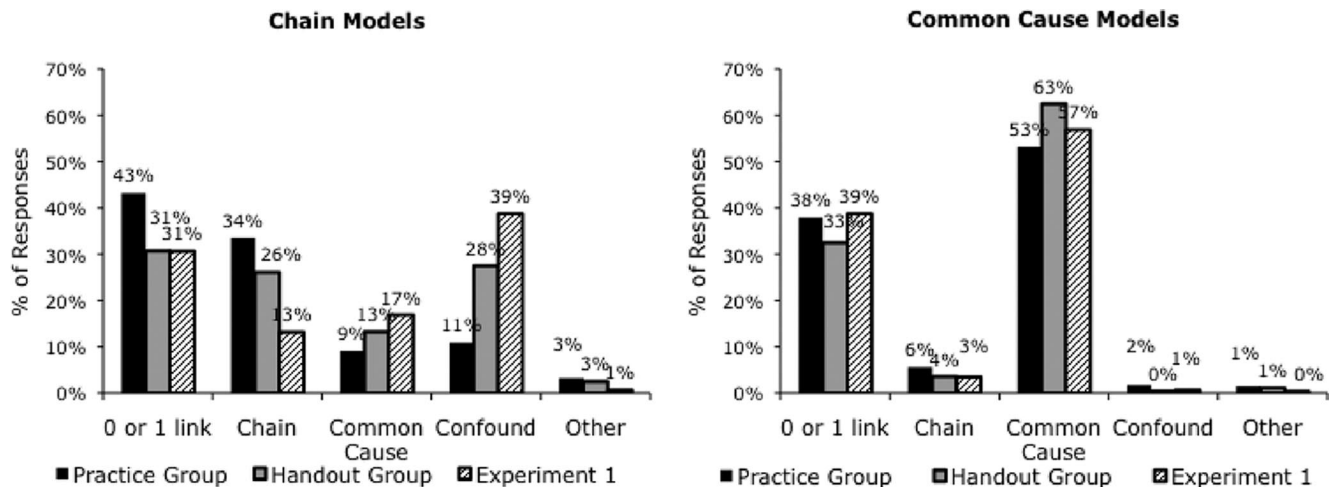 Chain Models
% of Responses
70%
60%
50%
40%
30%
20%
10%
0%
43%
31%
31%
34%
26%
13%
9%
13%
17%
11%
28%
39%
3%
3%
1%
0 or 1 link
Chain
Common
Cause
Confound
Other
Practice Group
Handout Group
Experiment 1
Common Cause Models
% of Responses
70%
60%
50%
40%
30%
20%
10%
0%
38%
33%
39%
6%
4%
3%
53%
63%
57%
2%
0%
1%
1%
1%
0%
0 or 1 link
Chain
Common
Cause
Confound
Other
Practice Group
Handout Group
Experiment 1